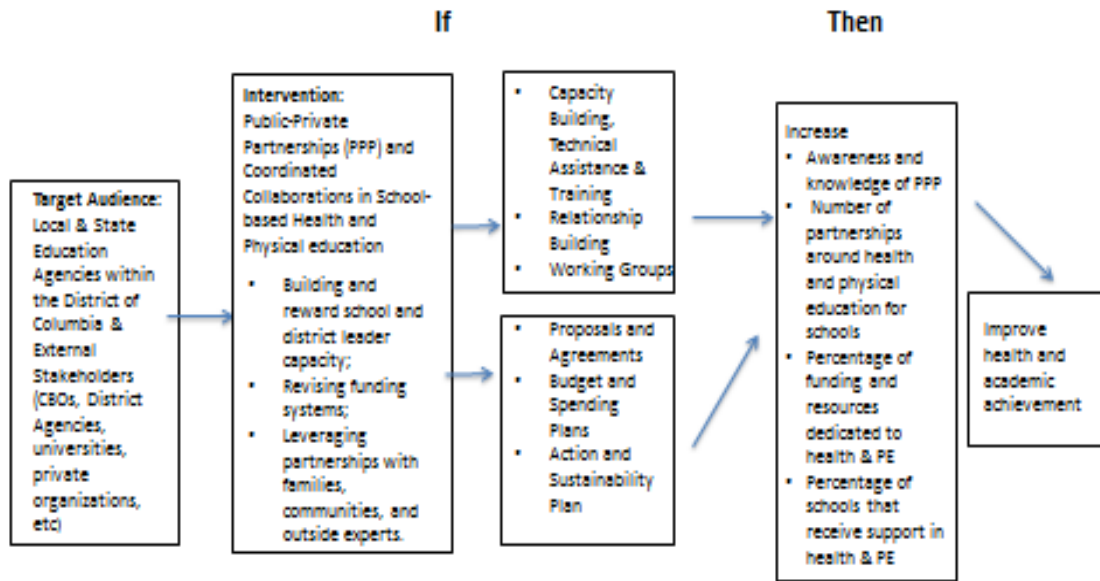 If
Then
Target Audience:
Local & State
Education
Agencies within
the District of
Columbia &
External
Stakeholders
(CBOs, District
Agencies,
universities,
private
organizations,
etc)
Intervention:
Public-Private
Partnerships (PPP) and
Coordinated
Collaborations in School-
based Health and
Physical education
▪ Building and
reward school and
district leader
capacity;
▪ Revising funding
systems;
▪ Leveraging
partnerships with
families,
communities, and
outside experts.
▪ Capacity
Building,
Technical
Assistance &
Training
▪ Relationship
Building
▪ Working Groups
▪ Proposals and
Agreements
▪ Budget and
Spending
Plans
▪ Action and
Sustainability
Plan
Increase
▪ Awareness and
knowledge of PPP
▪ Number of
partnerships
around health
and physical
education for
schools
▪ Percentage of
funding and
resources
dedicated to
health & PE
▪ Percentage of
schools that
receive support in
health & PE
Improve
health and
academic
achievement